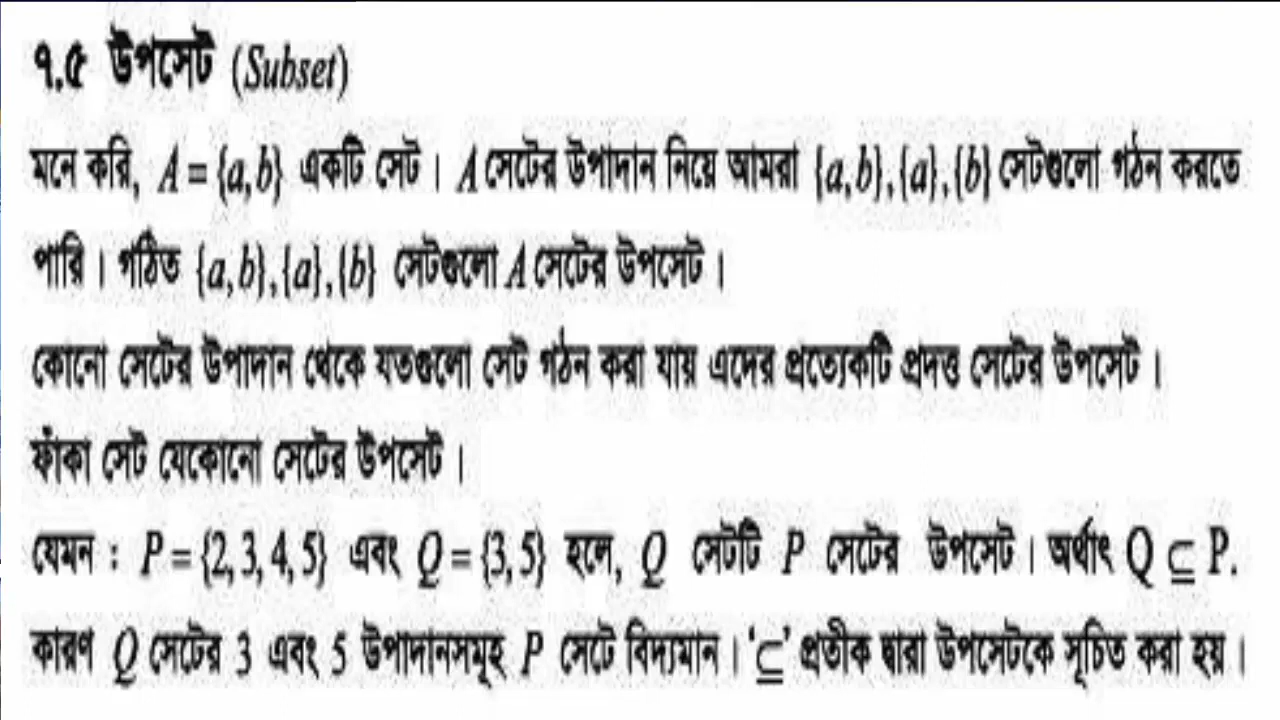 ৭.৫ উপসেট (Subset)
মনে করি, A = {a, b} একটি সেট। A সেটের উপাদান নিয়ে আমরা {a, b}, {a}, {b} সেটগুলো গঠন করতে
পারি। গঠিত {a, b}, {a}, {b} সেটগুলো A সেটের উপসেট।
কোনো সেটের উপাদান থেকে যতগুলো সেট গঠন করা যায় এদের প্রত্যেকটি প্রদত্ত সেটের উপসেট।
ফাঁকা সেট যেকোনো সেটের উপসেট।
যেমন : P = {2, 3, 4, 5} এবং Q = {3, 5} হলে, Q সেটটি P সেটের উপসেট। অর্থাৎ Q ⊆ P.
কারণ Q সেটের 3 এবং 5 উপাদানসমূহ P সেটে বিদ্যমান। '⊆' প্রতীক দ্বারা উপসেটকে সূচিত করা হয়।